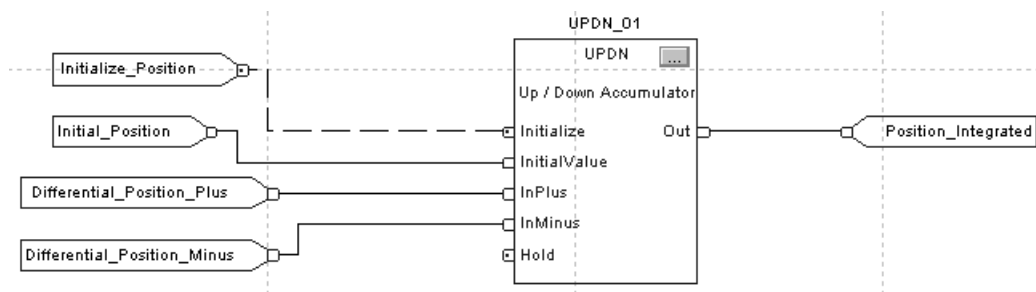 UPDN_01
UPDN
...
Initialize_Position
Up / Down Accumulator
Initial_Position
Initialize
Out
Position_Integrated
InitialValue
Differential_Position_Plus
InPlus
InMinus
Differential_Position_Minus
Hold